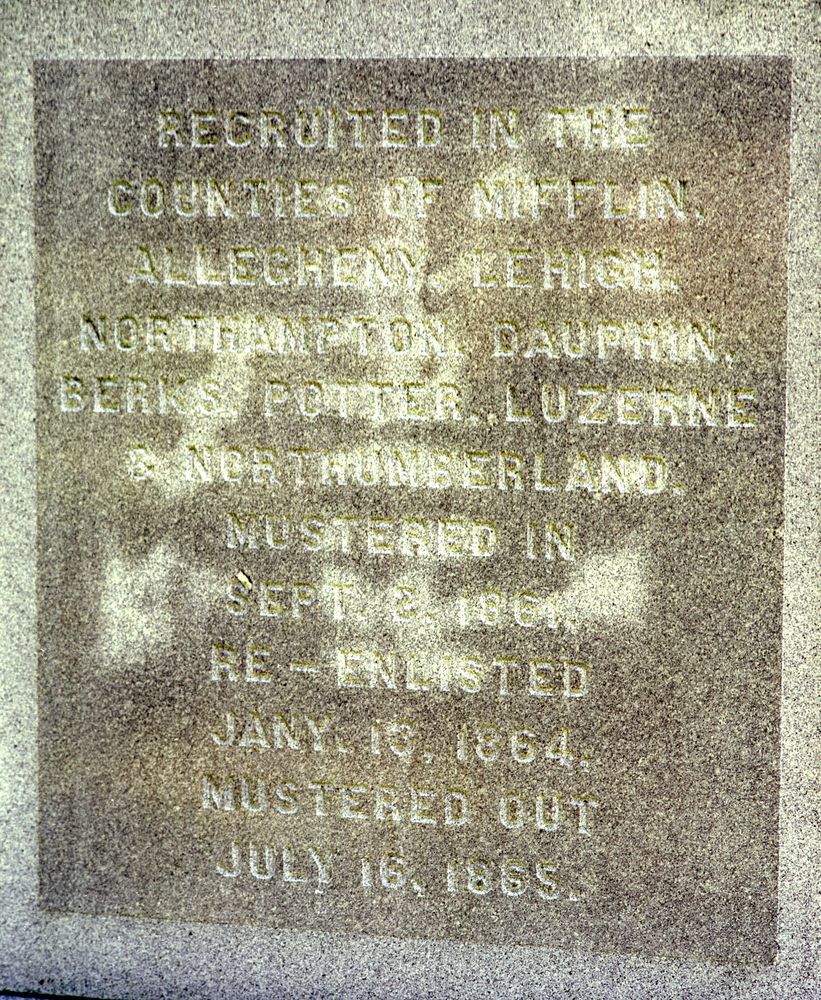 RECRUITED IN THE
COUNTIES OF MIFFLIN,
ALLEGHENY, LEHIGH,
NORTHAMPTON, DAUPHIN,
BERKS, POTTER, LUZERNE
& NORTHUMBERLAND.
MUSTERED IN
SEPT. 2, 1861.
RE-ENLISTED
JANY. 13, 1864.
MUSTERED OUT
JULY 16, 1865.